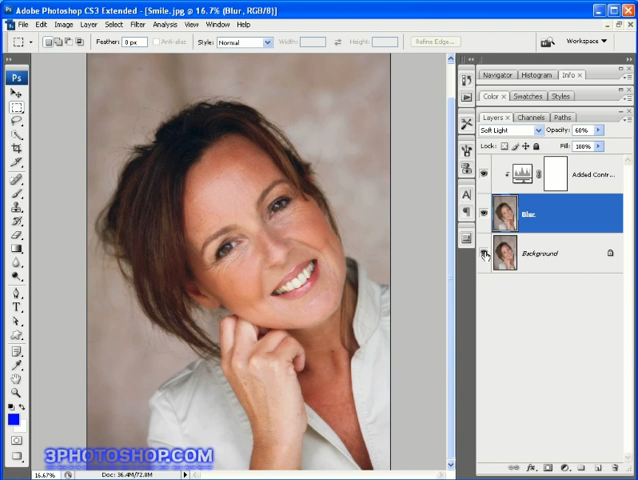 Adobe Photoshop CS3 Extended - [Smile.jpg @ 16.7% (Blur, RGB/8)]
File Edit Image Layer Select Filter Analysis View Window Help
Feather: 0 px Anti-alias Style: Normal Width: Height: Refine Edge... Workspace
Ps
Navigator Histogram Info
Color Swatches Styles
Layers Channels Paths
Soft Light Opacity: 60%
Lock: Fill: 100%
Added Contr...
Blur
Background
3PHOTOSHOP.COM
16.67% Doc: 36.4M/72.8M